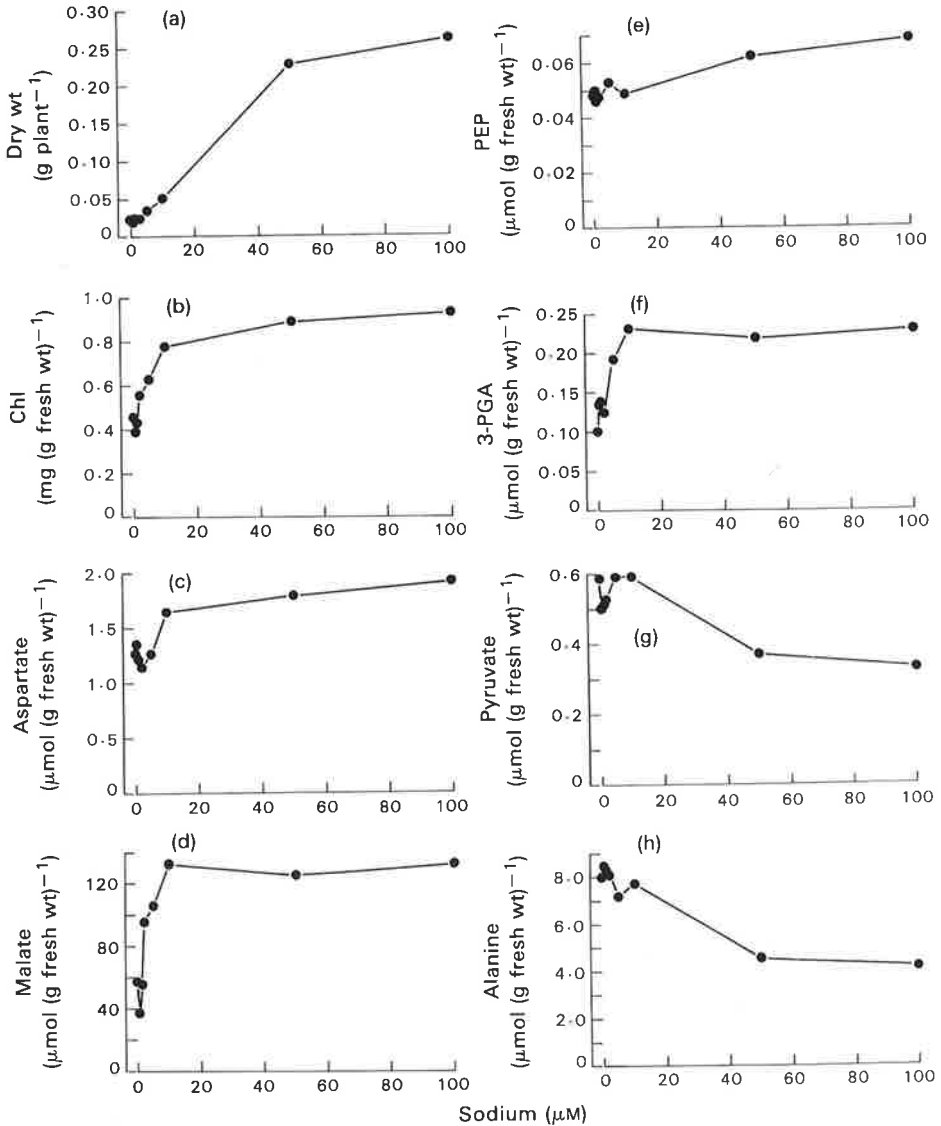 (a)
Dry wt
(g plant⁻¹)
0·30
0·25
0·20
0·15
0·10
0·05
0
0 20 40 60 80 100
(b)
Chl
(mg (g fresh wt)⁻¹
1·0
0·8
0·6
0·4
0·2
0
0 20 40 60 80 100
(c)
Aspartate
(μmol (g fresh wt)⁻¹
2·0
1·5
1·0
0·5
0
0 20 40 60 80 100
(d)
Malate
(μmol (g fresh wt)⁻¹
120
80
40
0
0 20 40 60 80 100
(e)
PEP
(μmol (g fresh wt)⁻¹
0·06
0·04
0·02
0
0 20 40 60 80 100
(f)
3-PGA
(μmol (g fresh wt)⁻¹
0·25
0·20
0·15
0·10
0·05
0
0 20 40 60 80 100
(g)
Pyruvate
(μmol (g fresh wt)⁻¹
0·6
0·4
0·2
0
0 20 40 60 80 100
(h)
Alanine
(μmol (g fresh wt)⁻¹
8·0
6·0
4·0
2·0
0
0 20 40 60 80 100
Sodium (μM)